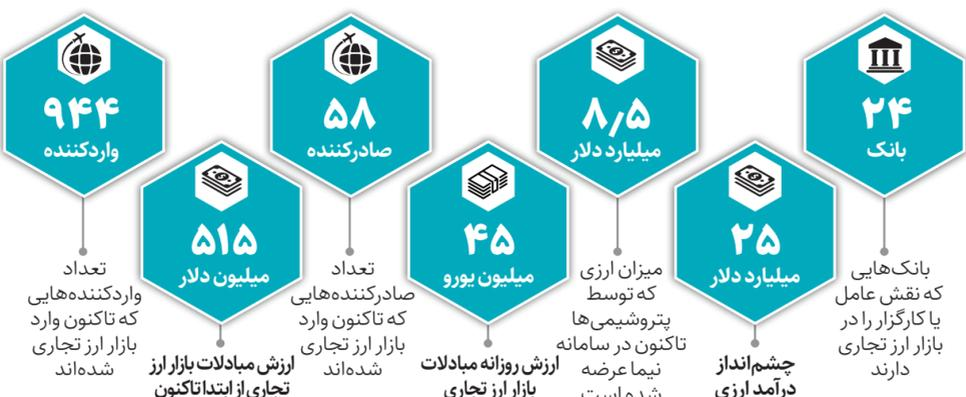 ۲۴
بانک
بانک‌هایی
که نقش عامل
یا کارگزار را در
بازار ارز تجاری
دارند
۲۵
میلیارد دلار
چشم‌انداز
درآمد ارزی
۸٫۵
میلیارد دلار
میزان ارزی
که توسط
پتروشیمی‌ها
تاکنون در سامانه
نیما عرضه
شده است
۴۵
میلیون یورو
ارزش روزانه مبادلات
بازار ارز تجاری
۵۸
صادرکننده
تعداد
صادرکننده‌هایی
که تاکنون وارد
بازار ارز تجاری
شده‌اند
۵۱۵
میلیون دلار
ارزش مبادلات بازار ارز
تجاری از ابتدا تاکنون
۹۴۴
واردکننده
تعداد
واردکننده‌هایی
که تاکنون وارد
بازار ارز تجاری
شده‌اند